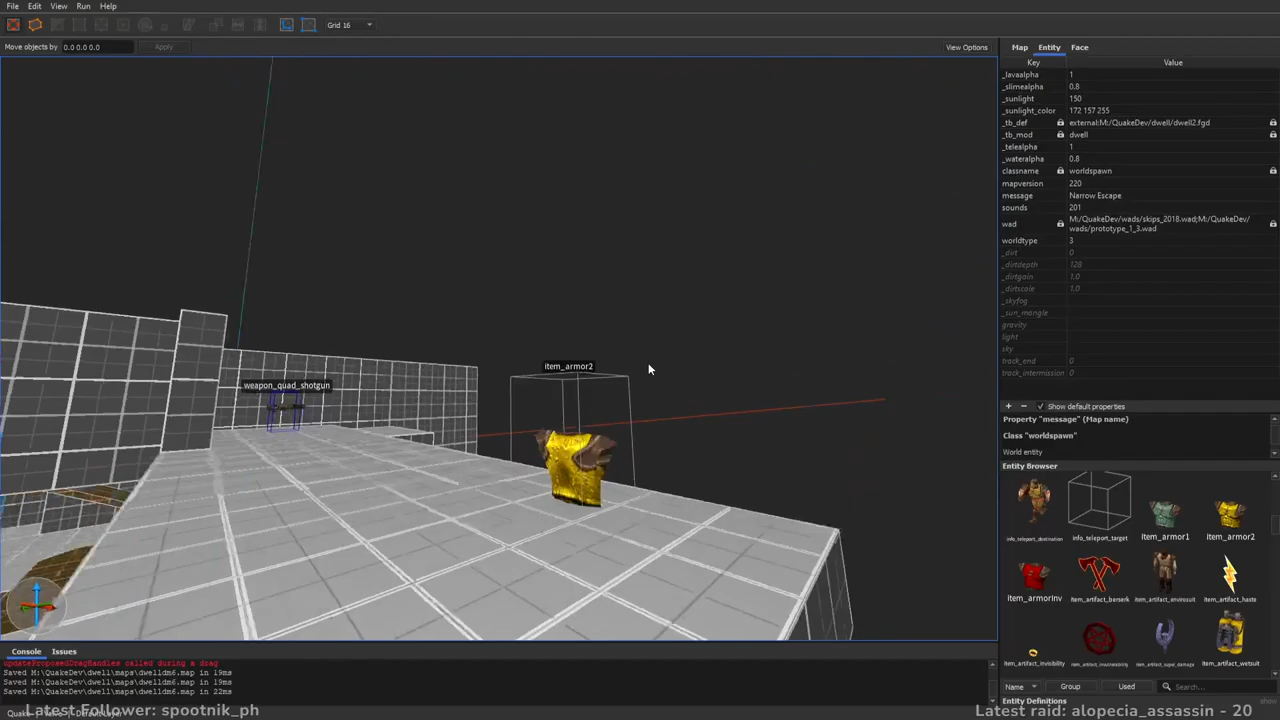 File Edit View Run Help
Grid 16
Move objects by 0.0 0.0 0.0 Apply View Options
Map Entity Face
Key Value
_lavaalpha 1
_slimealpha 0.8
_sunlight 150
_sunlight_color 172 157 255
_tb_def external:M:/QuakeDev/dwell/dwell2.fgd
_tb_mod dwell
_telealpha 1
_wateralpha 0.8
classname worldspawn
mapversion 220
message Narrow Escape
sounds 201
wad M:/QuakeDev/wads/skips_2018.wad;M:/QuakeDev/
wads/prototype_1_3.wad
worldtype 3
_dirt 0
_dirtdepth 128
_dirtgain 1.0
_dirtscale 1.0
_skyfog
_sun_mangle
gravity
light
sky
track_end 0
track_intermission 0
item_armor2
weapon_quad_shotgun
Show default properties
Property "message" (Map name)
Class "worldspawn"
World entity
Entity Browser
info_teleport_destination info_teleport_target item_armor1 item_armor2
item_armorInv item_artifact_berserk item_artifact_envirosuit item_artifact_haste
item_artifact_invisibility item_artifact_invulnerability item_artifact_super_damage item_artifact_wetsuit
Name Group Used Search...
Entity Definitions
Console Issues
updateProposedDragHandles called during a drag
Saved M:\QuakeDev\dwell\maps\dwelldm6.map in 19ms
Saved M:\QuakeDev\dwell\maps\dwelldm6.map in 19ms
Saved M:\QuakeDev\dwell\maps\dwelldm6.map in 22ms
Latest Follower: spootnik_ph
Latest raid: alopecia_assassin - 20